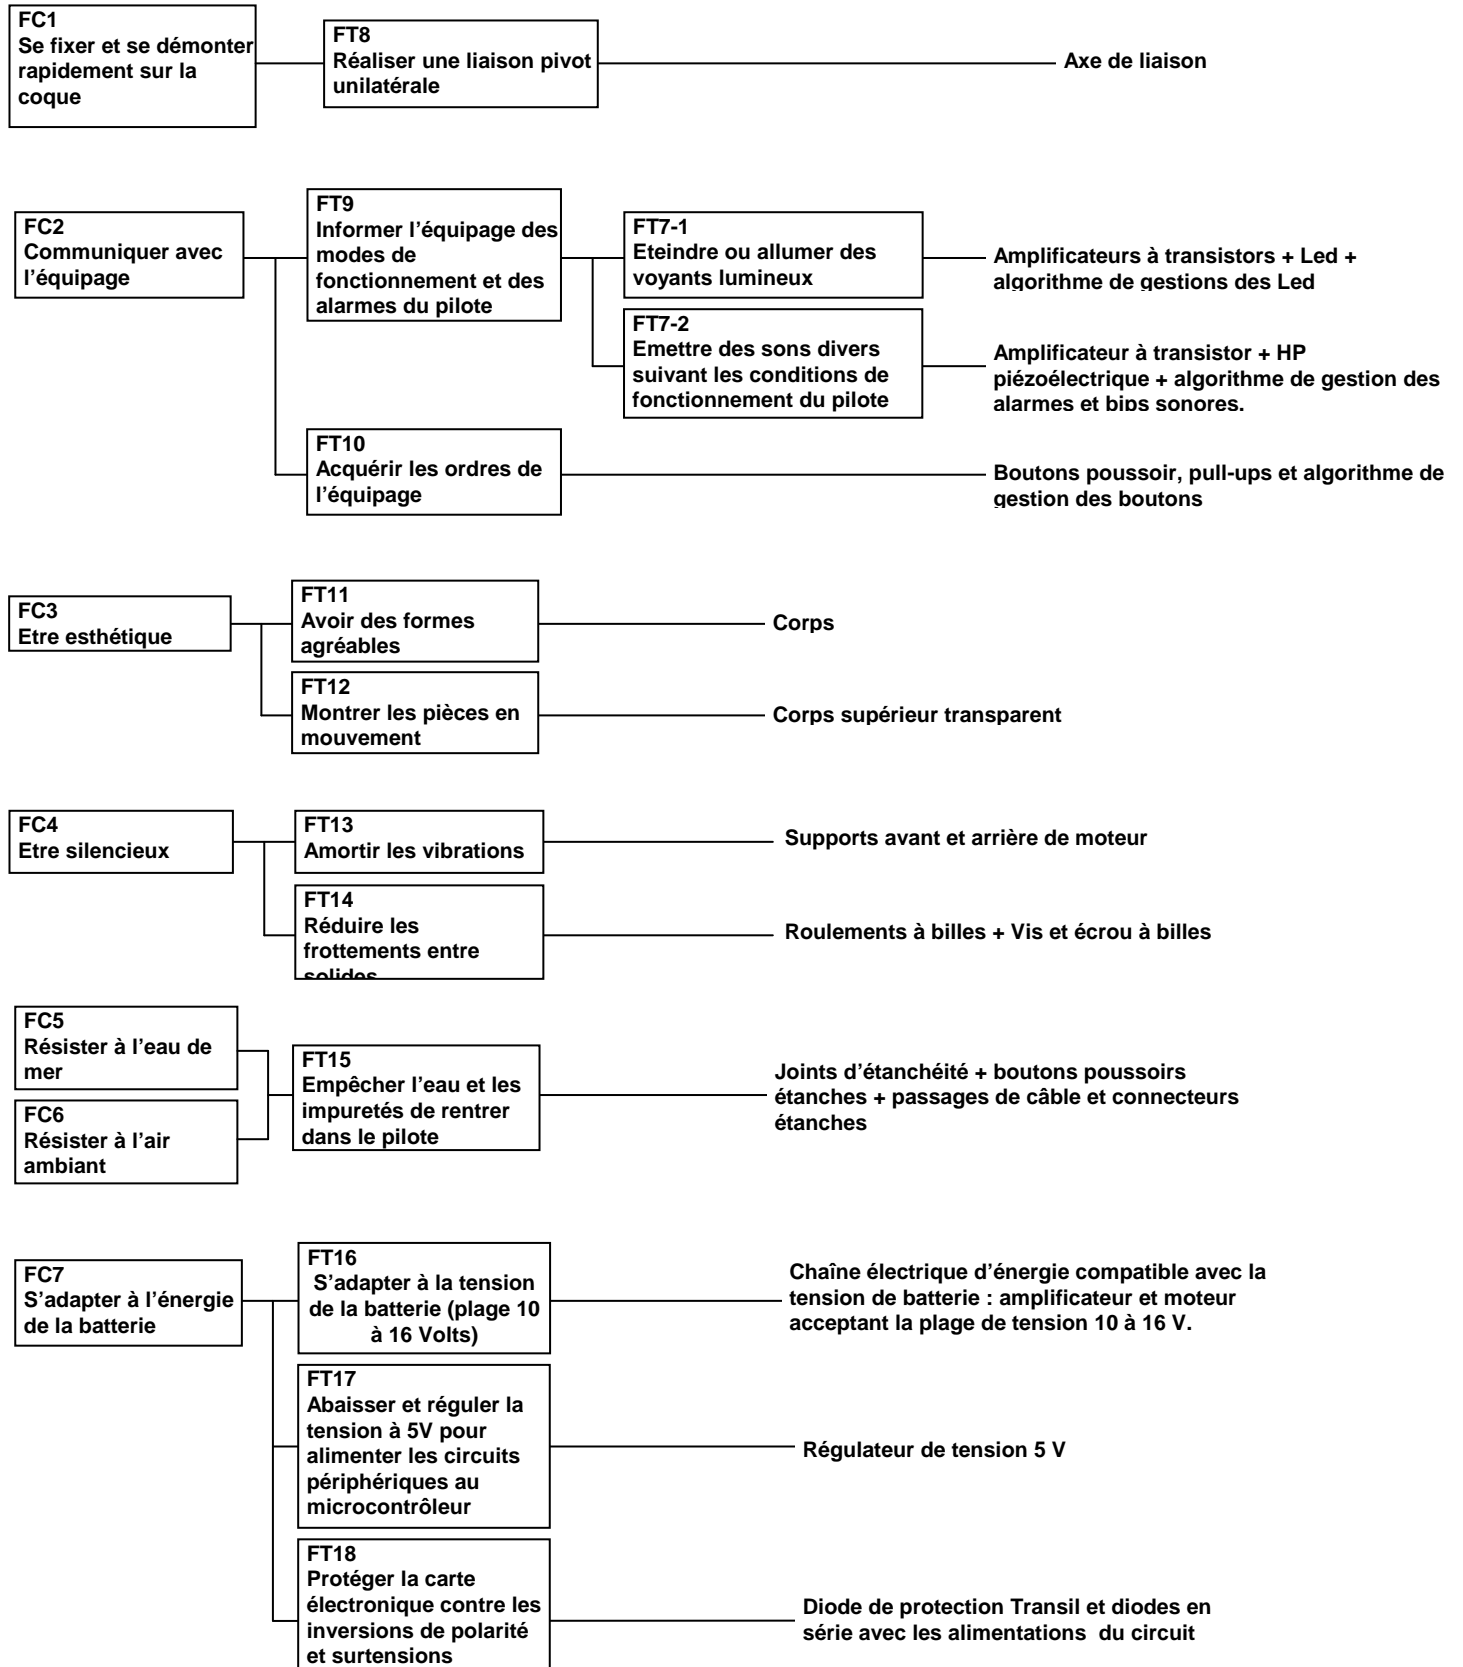 FC1
Se fixer et se démonter
rapidement sur la
coque
FT8
Réaliser une liaison pivot
unilatérale
Axe de liaison
FC2
Communiquer avec
l’équipage
FT9
Informer l’équipage des
modes de
fonctionnement et des
alarmes du pilote
FT7-1
Eteindre ou allumer des
voyants lumineux
Amplificateurs à transistors + Led +
algorithme de gestions des Led
FT7-2
Emettre des sons divers
suivant les conditions de
fonctionnement du pilote
Amplificateur à transistor + HP
piézoélectrique + algorithme de gestion des
alarmes et bips sonores.
FT10
Acquérir les ordres de
l’équipage
Boutons poussoir, pull-ups et algorithme de
gestion des boutons
FC3
Etre esthétique
FT11
Avoir des formes
agréables
Corps
FT12
Montrer les pièces en
mouvement
Corps supérieur transparent
FC4
Etre silencieux
FT13
Amortir les vibrations
Supports avant et arrière de moteur
FT14
Réduire les
frottements entre
solides
Roulements à billes + Vis et écrou à billes
FC5
Résister à l’eau de
mer
FC6
Résister à l’air
ambiant
FT15
Empêcher l’eau et les
impuretés de rentrer
dans le pilote
Joints d’étanchéité + boutons poussoirs
étanches + passages de câble et connecteurs
étanches
FC7
S’adapter à l’énergie
de la batterie
FT16
S’adapter à la tension
de la batterie (plage 10
à 16 Volts)
Chaîne électrique d’énergie compatible avec la
tension de batterie : amplificateur et moteur
acceptant la plage de tension 10 à 16 V.
FT17
Abaisser et réguler la
tension à 5V pour
alimenter les circuits
périphériques au
microcontrôleur
Régulateur de tension 5 V
FT18
Protéger la carte
électronique contre les
inversions de polarité
et surtensions
Diode de protection Transil et diodes en
série avec les alimentations du circuit